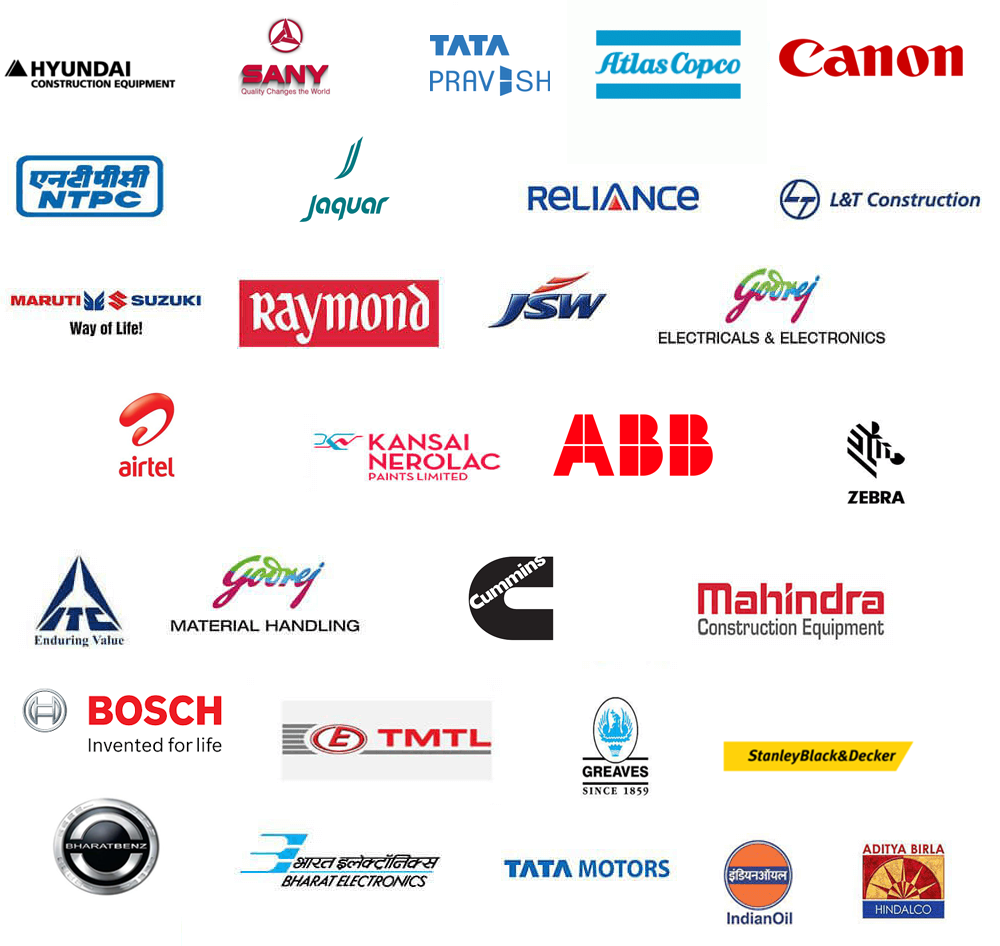 HYUNDAI
CONSTRUCTION EQUIPMENT
SANY
Quality Changes the World
TATA
PRAVESH
Atlas Copco
Canon
एनटीपीसी
NTPC
Jaquar
RELIANCE
L&T Construction
MARUTI SUZUKI
Way of Life!
Raymond
JSW
Godrej
ELECTRICALS & ELECTRONICS
airtel
KANSAI
NEROLAC
PAINTS LIMITED
ABB
ZEBRA
ITC
Enduring Value
Godrej
MATERIAL HANDLING
Cummins
Mahindra
Construction Equipment
BOSCH
Invented for life
E TMTL
GREAVES
SINCE 1859
StanleyBlack&Decker
BHARATBENZ
भारत इलेक्ट्रॉनिक्स
BHARAT ELECTRONICS
TATA MOTORS
इंडियनऑयल
IndianOil
ADITYA BIRLA
HINDALCO